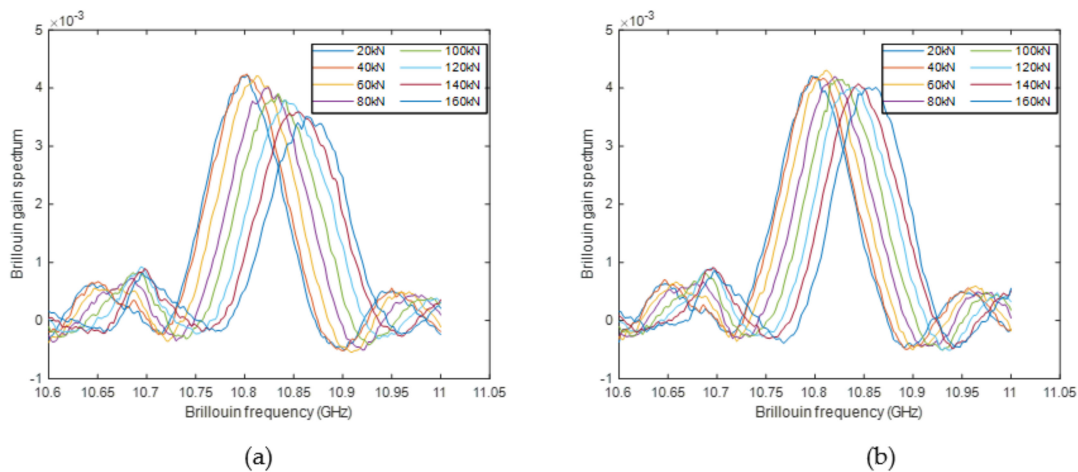 ×10⁻³
5
4
3
2
1
0
-1
Brillouin gain spectrum
20kN 100kN
40kN 120kN
60kN 140kN
80kN 160kN
10.6 10.65 10.7 10.75 10.8 10.85 10.9 10.95 11 11.05
Brillouin frequency (GHz)
(a)
×10⁻³
5
4
3
2
1
0
-1
Brillouin gain spectrum
20kN 100kN
40kN 120kN
60kN 140kN
80kN 160kN
10.6 10.65 10.7 10.75 10.8 10.85 10.9 10.95 11 11.05
Brillouin frequency (GHz)
(b)